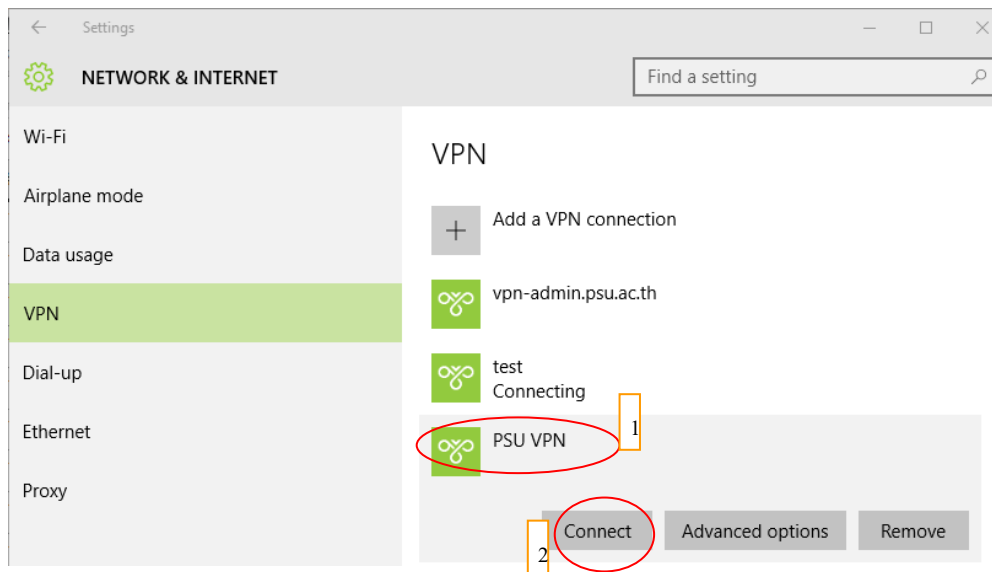 Settings
NETWORK & INTERNET
Find a setting
Wi-Fi
Airplane mode
Data usage
VPN
Dial-up
Ethernet
Proxy
VPN
Add a VPN connection
vpn-admin.psu.ac.th
test
Connecting
1
PSU VPN
2
Connect
Advanced options
Remove